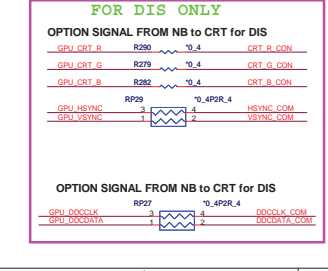 FOR DIS ONLY
OPTION SIGNAL FROM NB to CRT for DIS
GPU_CRT_R R290 *0_4 CRT_R_CON
GPU_CRT_G R279 *0_4 CRT_G_CON
GPU_CRT_B R282 *0_4 CRT_B_CON
RP29 *0_4P2R_4
GPU_HSYNC 3 4 HSYNC_COM
GPU_VSYNC 1 2 VSYNC_COM
OPTION SIGNAL FROM NB to CRT for DIS
RP27 *0_4P2R_4
GPU_DDCCLK 3 4 DDCCLK_COM
GPU_DDCDATA 1 2 DDCDATA_COM